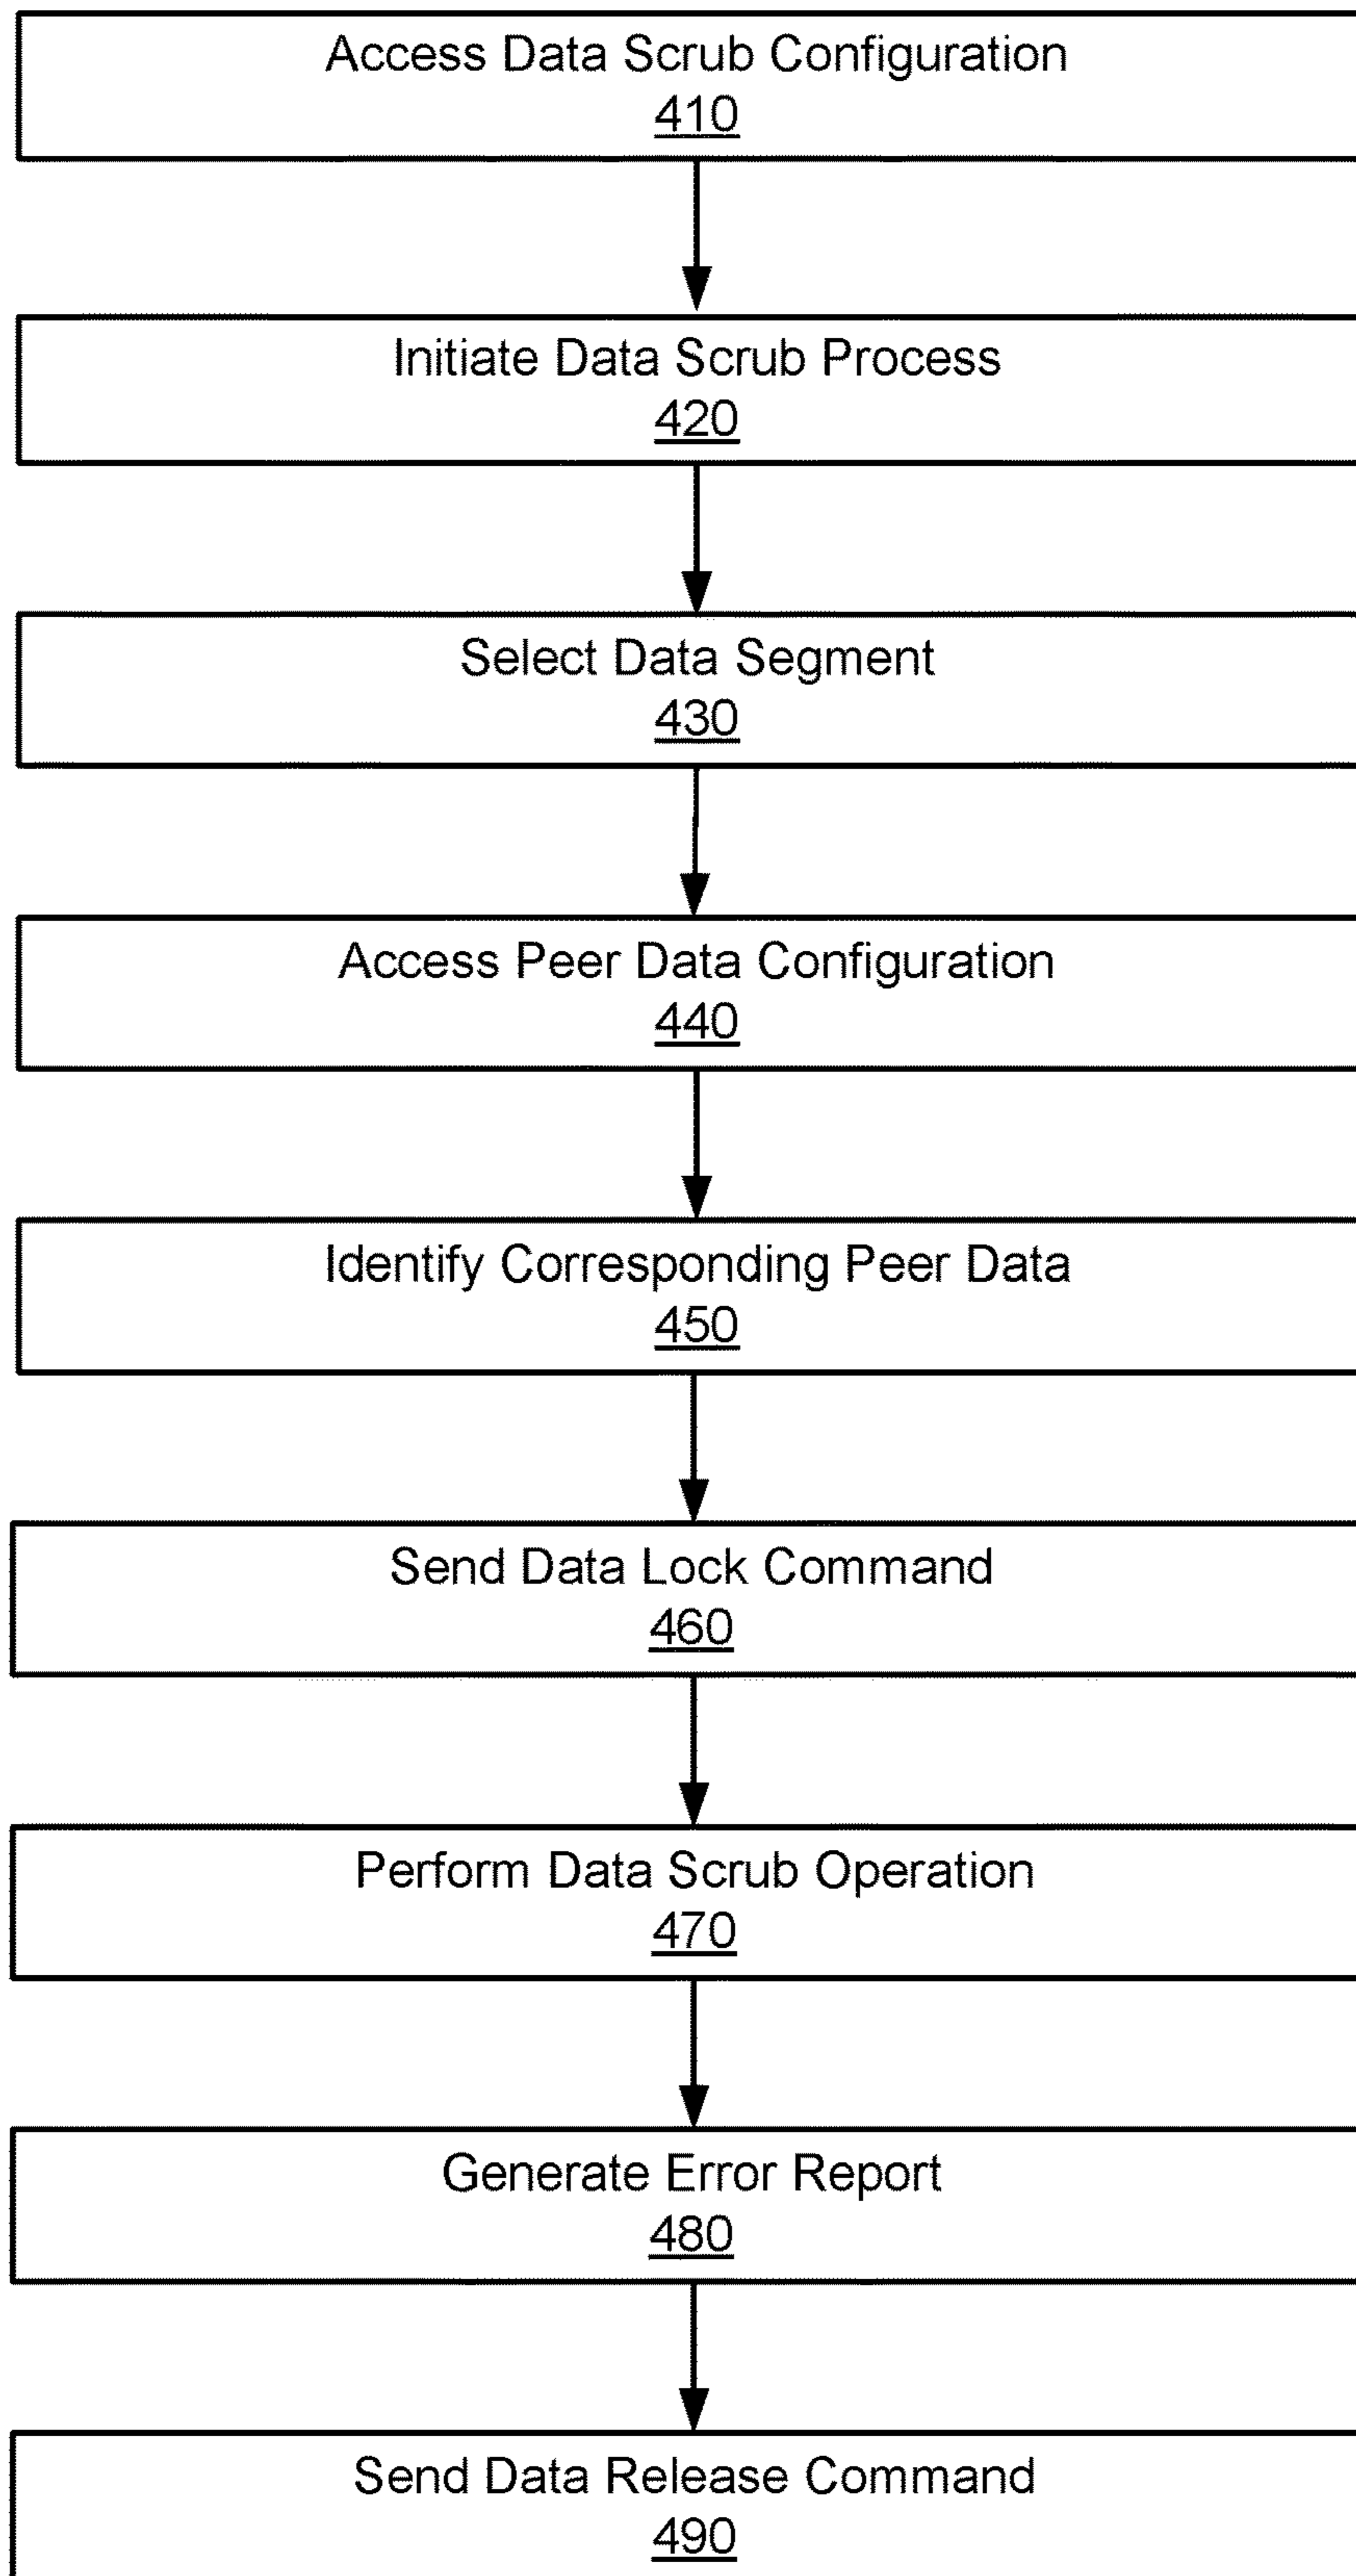 Access Data Scrub Configuration
410
Initiate Data Scrub Process
420
Select Data Segment
430
Access Peer Data Configuration
440
Identify Corresponding Peer Data
450
Send Data Lock Command
460
Perform Data Scrub Operation
470
Generate Error Report
480
Send Data Release Command
490